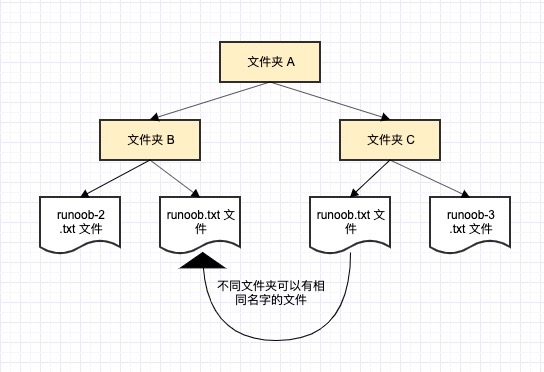 文件夹 A
文件夹 B
文件夹 C
runoob-2
.txt 文件
runoob.txt 文
件
runoob.txt 文
件
runoob-3
.txt 文件
不同文件夹可以有相
同名字的文件